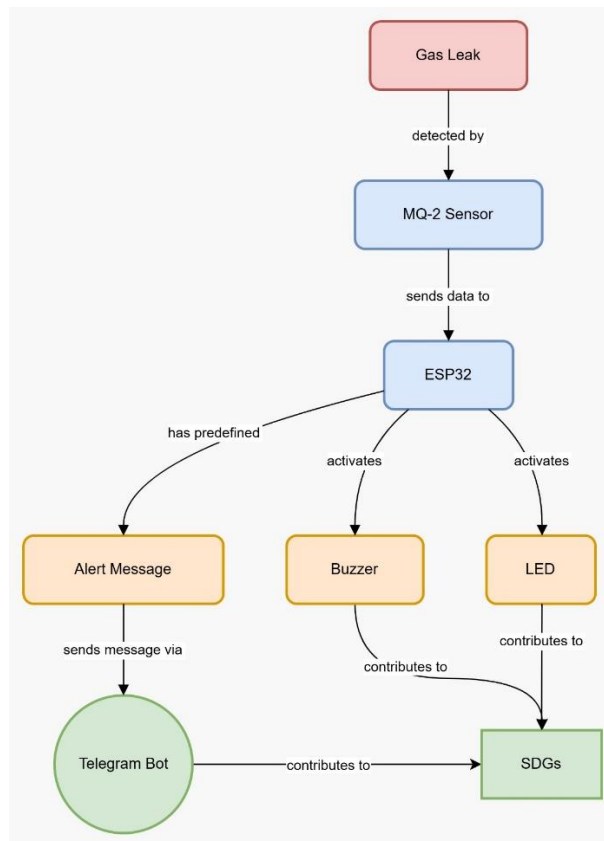 Gas Leak
detected by
MQ-2 Sensor
sends data to
ESP32
has predefined
activates
activates
Alert Message
Buzzer
LED
sends message via
contributes to
contributes to
Telegram Bot
contributes to
SDGs